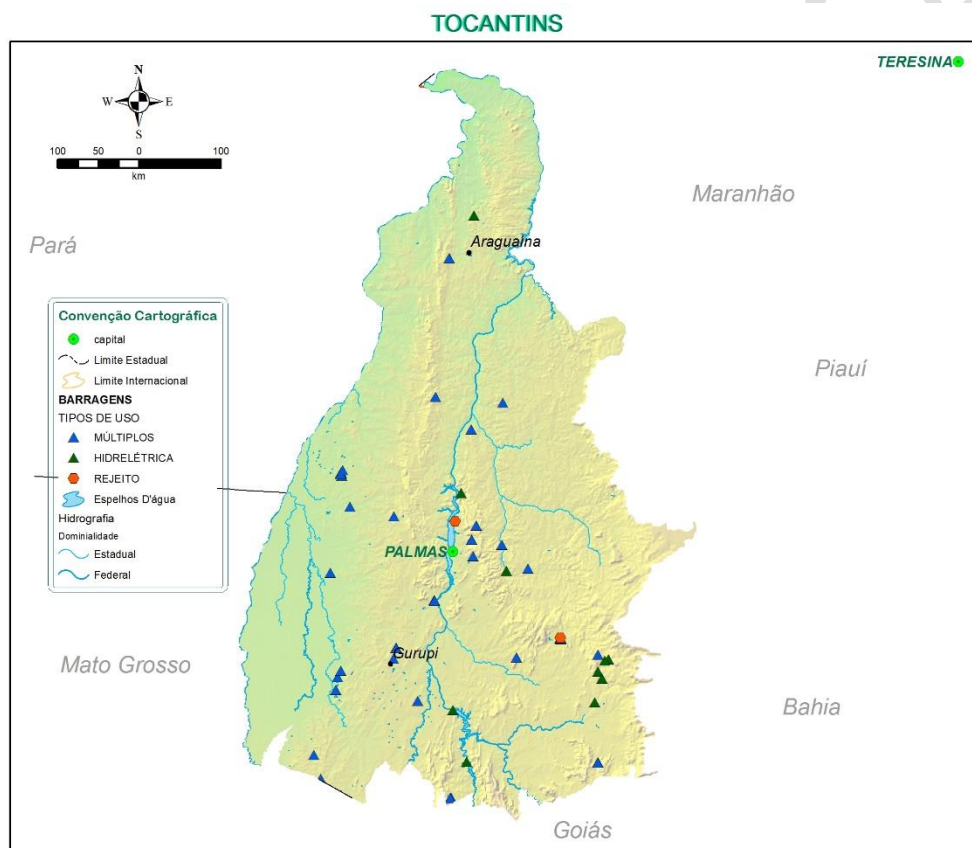 TOCANTINS
TERESINA
N
W E
S
100 50 0 100
km
Maranhão
Pará
Araguaína
Convenção Cartográfica
capital
Limite Estadual
Limite Internacional
BARRAGENS
TIPOS DE USO
MÚLTIPLOS
HIDRELÉTRICA
REJEITO
Espelhos D'água
Hidrografia
Dominialidade
Estadual
Federal
Piauí
PALMAS
Mato Grosso
Gurupi
Bahia
Goiás